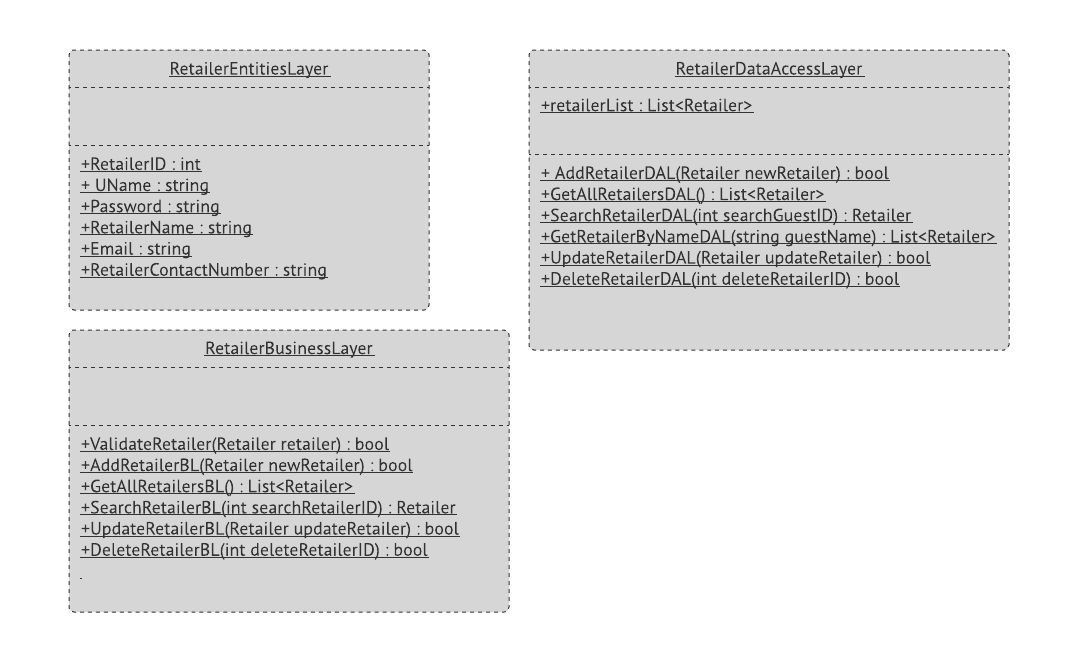 RetailerEntitiesLayer
+RetailerID : int
+ UName : string
+Password : string
+RetailerName : string
+Email : string
+RetailerContactNumber : string
RetailerDataAccessLayer
+retailerList : List<Retailer>
+ AddRetailerDAL(Retailer newRetailer) : bool
+GetAllRetailersDAL() : List<Retailer>
+SearchRetailerDAL(int searchGuestID) : Retailer
+GetRetailerByNameDAL(string guestName) : List<Retailer>
+UpdateRetailerDAL(Retailer updateRetailer) : bool
+DeleteRetailerDAL(int deleteRetailerID) : bool
RetailerBusinessLayer
+ValidateRetailer(Retailer retailer) : bool
+AddRetailerBL(Retailer newRetailer) : bool
+GetAllRetailersBL() : List<Retailer>
+SearchRetailerBL(int searchRetailerID) : Retailer
+UpdateRetailerBL(Retailer updateRetailer) : bool
+DeleteRetailerBL(int deleteRetailerID) : bool
.